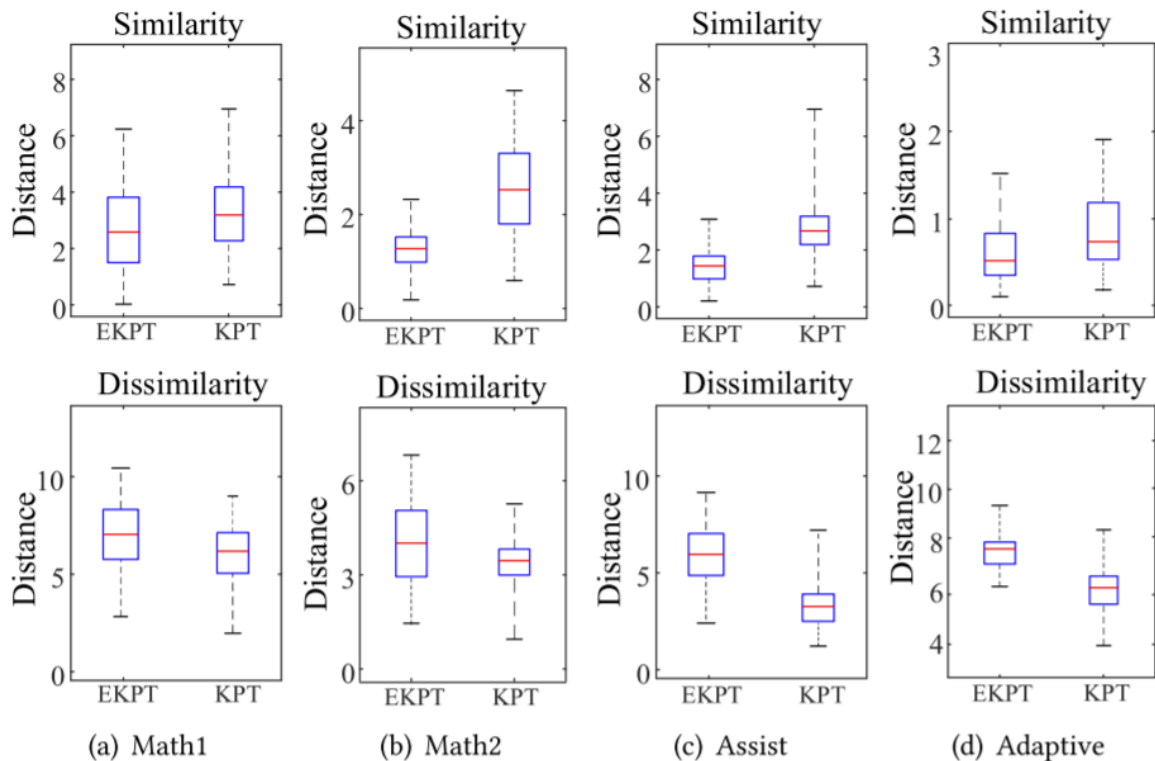 Similarity
Distance
8
6
4
2
0
EKPT KPT
Similarity
Distance
4
2
0
EKPT KPT
Similarity
Distance
8
6
4
2
0
EKPT KPT
Similarity
Distance
3
2
1
0
EKPT KPT
Dissimilarity
Distance
10
5
0
EKPT KPT
Dissimilarity
Distance
6
3
0
EKPT KPT
Dissimilarity
Distance
10
5
0
EKPT KPT
Dissimilarity
Distance
12
10
8
6
4
EKPT KPT
(a) Math1
(b) Math2
(c) Assist
(d) Adaptive